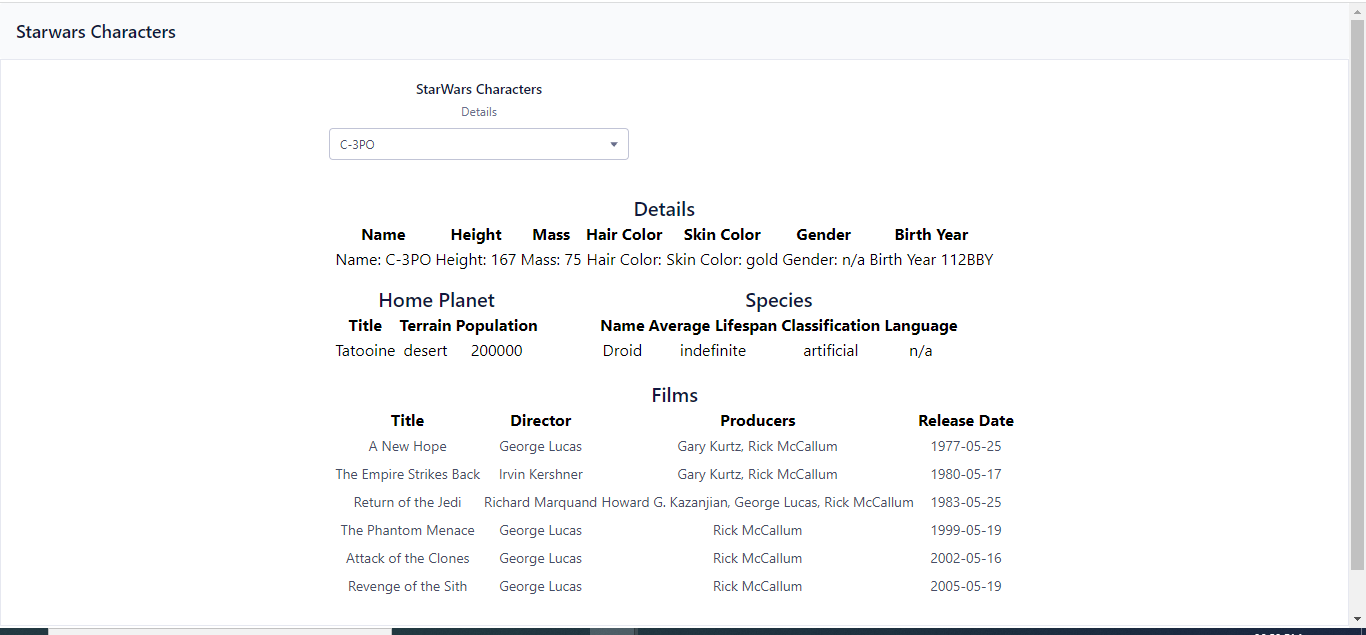 Starwars Characters
StarWars Characters
Details
C-3PO
Details
Name Height Mass Hair Color Skin Color Gender Birth Year
Name: C-3PO Height: 167 Mass: 75 Hair Color: Skin Color: gold Gender: n/a Birth Year 112BBY
Home Planet
Title Terrain Population
Tatooine desert 200000
Species
Name Average Lifespan Classification Language
Droid indefinite artificial n/a
Films
Title Director Producers Release Date
A New Hope George Lucas Gary Kurtz, Rick McCallum 1977-05-25
The Empire Strikes Back Irvin Kershner Gary Kurtz, Rick McCallum 1980-05-17
Return of the Jedi Richard Marquand Howard G. Kazanjian, George Lucas, Rick McCallum 1983-05-25
The Phantom Menace George Lucas Rick McCallum 1999-05-19
Attack of the Clones George Lucas Rick McCallum 2002-05-16
Revenge of the Sith George Lucas Rick McCallum 2005-05-19